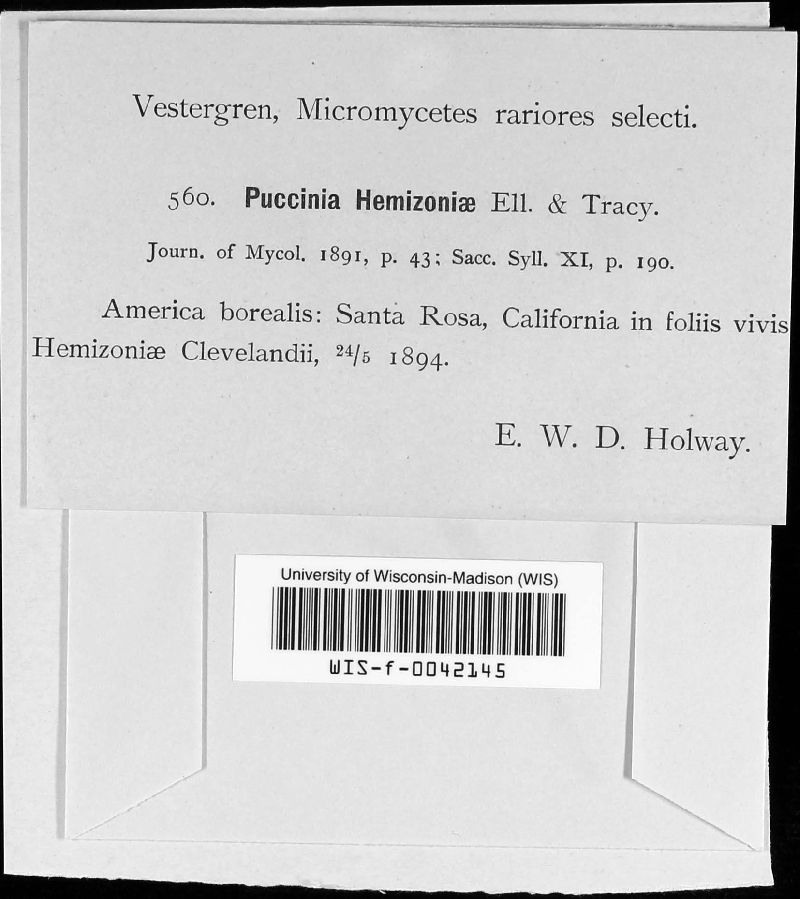 Vestergren, Micromycetes rariores selecti.
560. Puccinia Hemizoniæ Ell. & Tracy.
Journ. of Mycol. 1891, p. 43; Sacc. Syll. XI, p. 190.
America borealis: Santa Rosa, California in foliis vivis
Hemizoniæ Clevelandii, 24/5 1894.
E. W. D. Holway.
University of Wisconsin-Madison (WIS)
WIS-f-0042145